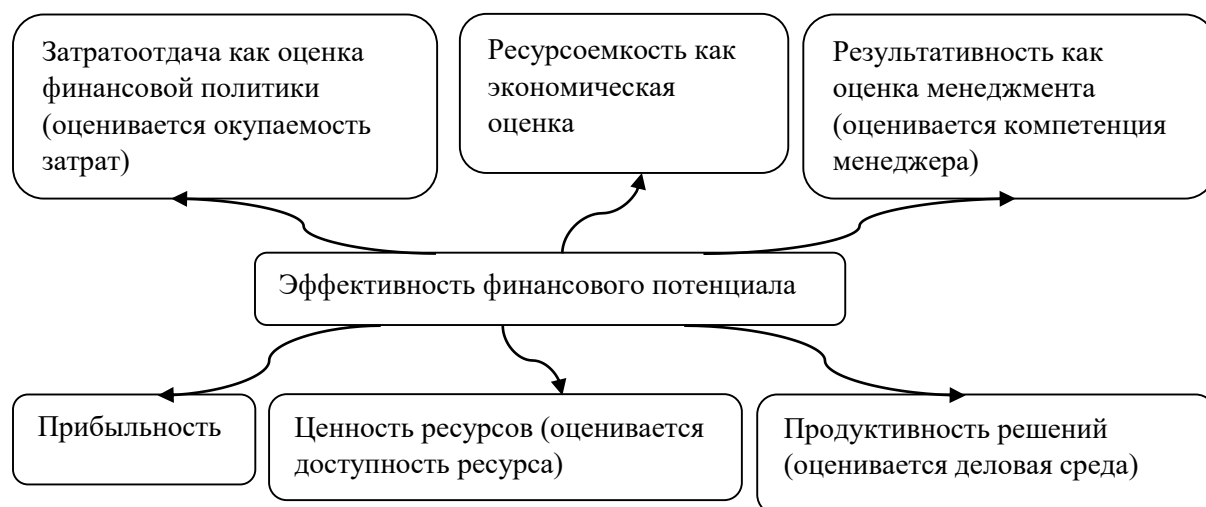 Затратоотдача как оценка
финансовой политики
(оценивается окупаемость
затрат)
Ресурсоемкость как
экономическая
оценка
Результативность как
оценка менеджмента
(оценивается компетенция
менеджера)
Эффективность финансового потенциала
Прибыльность
Ценность ресурсов (оценивается
доступность ресурса)
Продуктивность решений
(оценивается деловая среда)